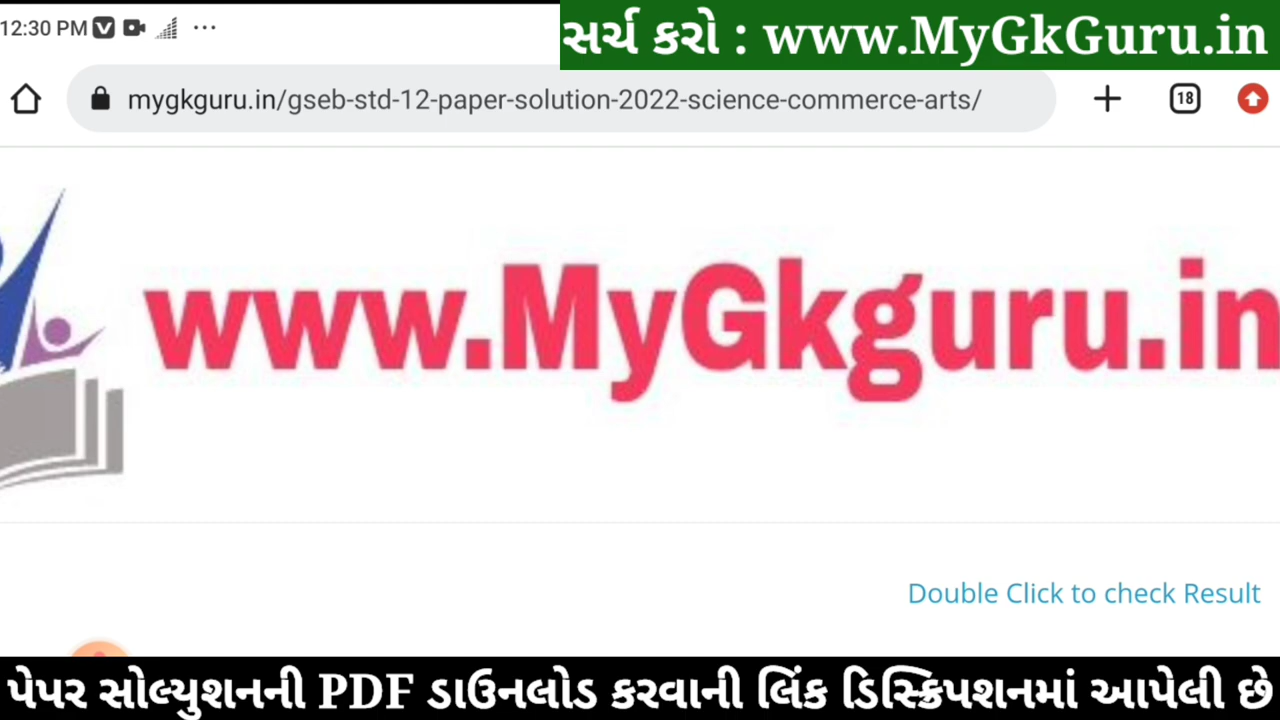 12:30 PM
સર્ચ કરો : www.MyGkGuru.in
mygkguru.in/gseb-std-12-paper-solution-2022-science-commerce-arts/
18
www.MyGkguru.in
Double Click to check Result
પેપર સોલ્યુશનની PDF ડાઉનલોડ કરવાની લિંક ડિસ્ક્રિપશનમાં આપેલી છે